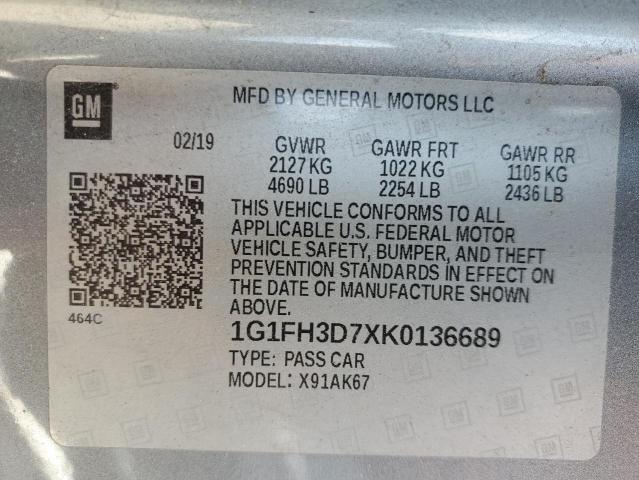 GM
MFD BY GENERAL MOTORS LLC
02/19 GVWR GAWR FRT GAWR RR
2127 KG 1022 KG 1105 KG
4690 LB 2254 LB 2436 LB
THIS VEHICLE CONFORMS TO ALL
APPLICABLE U.S. FEDERAL MOTOR
VEHICLE SAFETY, BUMPER, AND THEFT
PREVENTION STANDARDS IN EFFECT ON
THE DATE OF MANUFACTURE SHOWN
ABOVE.
464C
1G1FH3D7XK0136689
TYPE: PASS CAR
MODEL: X91AK67